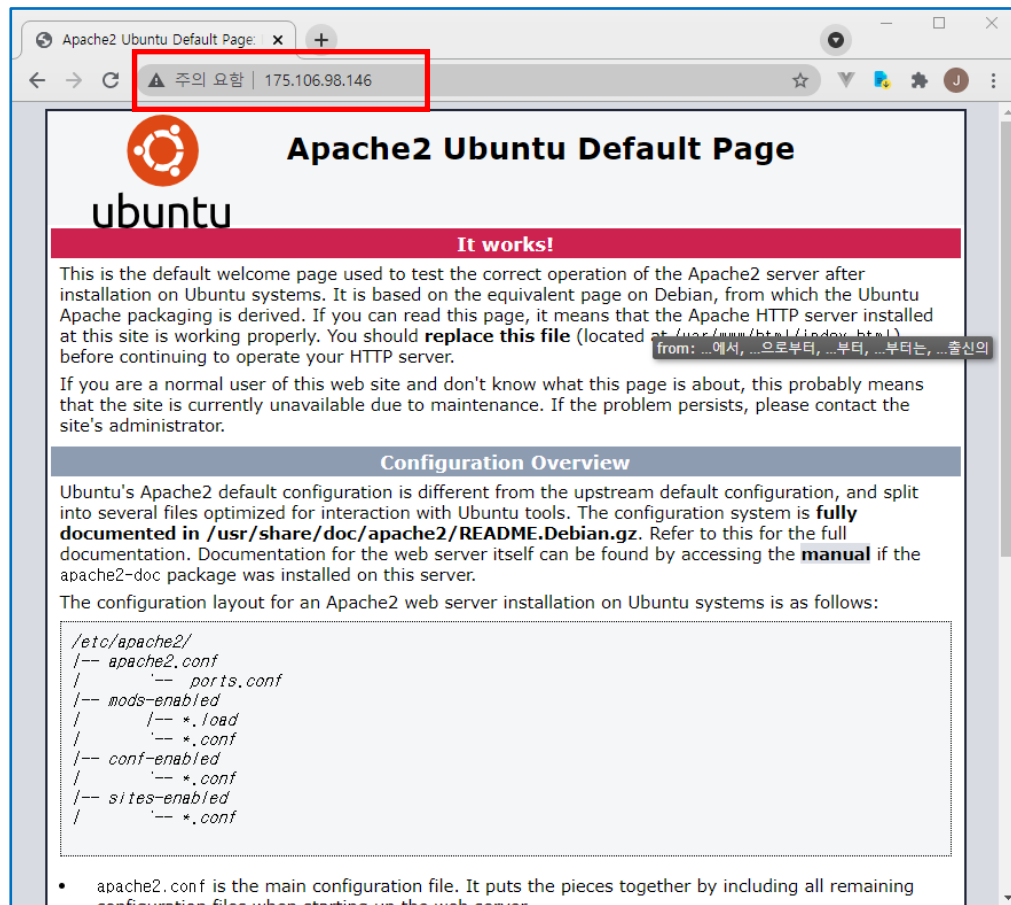 Apache2 Ubuntu Default Page:
주의 요함 | 175.106.98.146
J
ubuntu
Apache2 Ubuntu Default Page
It works!
This is the default welcome page used to test the correct operation of the Apache2 server after
installation on Ubuntu systems. It is based on the equivalent page on Debian, from which the Ubuntu
Apache packaging is derived. If you can read this page, it means that the Apache HTTP server installed
at this site is working properly. You should replace this file (located at /var/www/html/index.html)
from: ...에서, ...으로부터, ...부터, ...부터는, ...출신의
before continuing to operate your HTTP server.
If you are a normal user of this web site and don't know what this page is about, this probably means
that the site is currently unavailable due to maintenance. If the problem persists, please contact the
site's administrator.
Configuration Overview
Ubuntu's Apache2 default configuration is different from the upstream default configuration, and split
into several files optimized for interaction with Ubuntu tools. The configuration system is fully
documented in /usr/share/doc/apache2/README.Debian.gz. Refer to this for the full
documentation. Documentation for the web server itself can be found by accessing the manual if the
apache2-doc package was installed on this server.
The configuration layout for an Apache2 web server installation on Ubuntu systems is as follows:
/etc/apache2/
|-- apache2.conf
|       `--  ports.conf
|-- mods-enabled
|       |-- *.load
|       `-- *.conf
|-- conf-enabled
|       `-- *.conf
|-- sites-enabled
|       `-- *.conf
• apache2.conf is the main configuration file. It puts the pieces together by including all remaining
configuration files when starting up the web server.